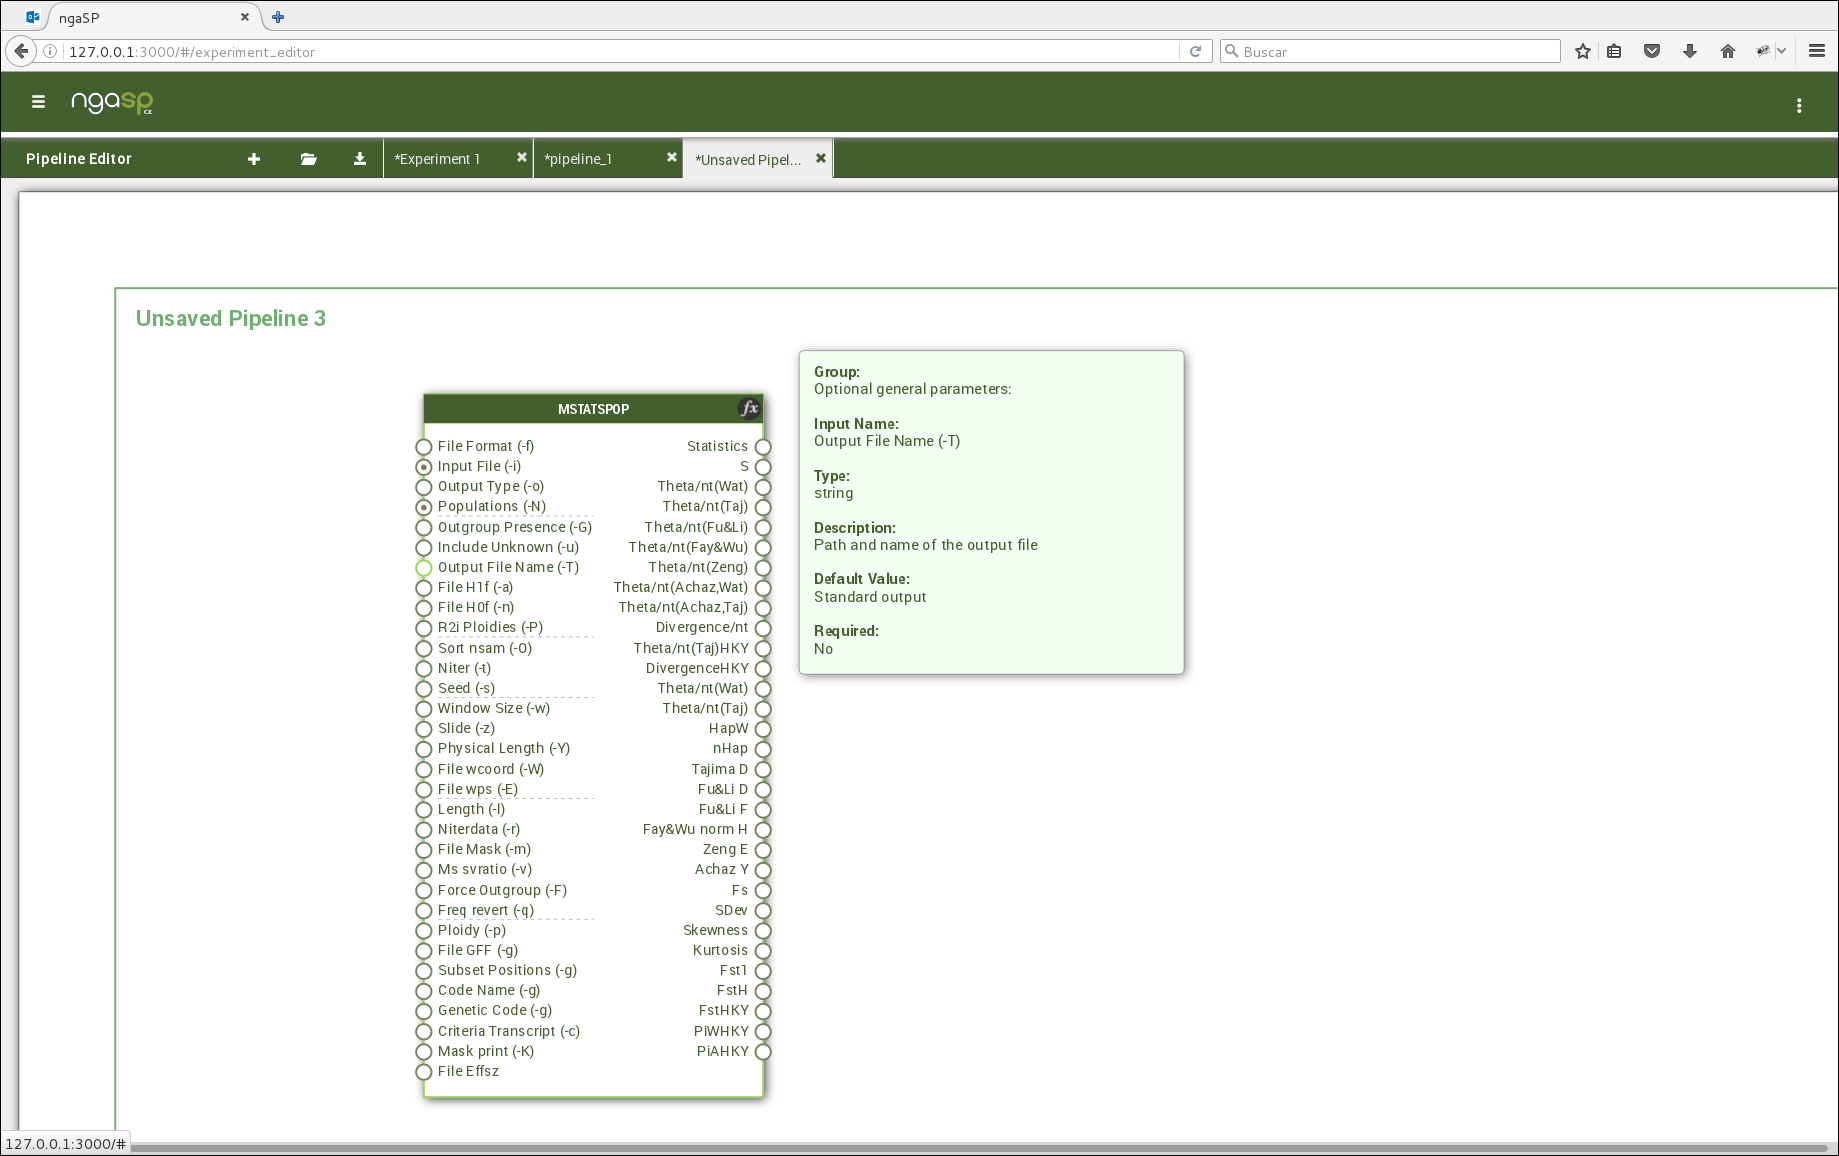 ngaSP
127.0.0.1:3000/#/experiment_editor
Buscar
ngasp α
Pipeline Editor
*Experiment 1
*pipeline_1
*Unsaved Pipel...
Unsaved Pipeline 3
MSTATSPOP
fx
File Format (-f)
Input File (-i)
Output Type (-o)
Populations (-N)
Outgroup Presence (-G)
Include Unknown (-u)
Output File Name (-T)
File H1f (-a)
File H0f (-n)
R2i Ploidies (-P)
Sort nsam (-O)
Niter (-t)
Seed (-s)
Window Size (-w)
Slide (-z)
Physical Length (-Y)
File wcoord (-W)
File wps (-E)
Length (-l)
Niterdata (-r)
File Mask (-m)
Ms svratio (-v)
Force Outgroup (-F)
Freq revert (-q)
Ploidy (-p)
File GFF (-g)
Subset Positions (-g)
Code Name (-g)
Genetic Code (-g)
Criteria Transcript (-c)
Mask print (-K)
File Effsz
Statistics
S
Theta/nt(Wat)
Theta/nt(Taj)
Theta/nt(Fu&Li)
Theta/nt(Fay&Wu)
Theta/nt(Zeng)
Theta/nt(Achaz,Wat)
Theta/nt(Achaz,Taj)
Divergence/nt
Theta/nt(Taj)HKY
DivergenceHKY
Theta/nt(Wat)
Theta/nt(Taj)
HapW
nHap
Tajima D
Fu&Li D
Fu&Li F
Fay&Wu norm H
Zeng E
Achaz Y
Fs
SDev
Skewness
Kurtosis
Fst1
FstH
FstHKY
PiWHKY
PiAHKY
Group:
Optional general parameters:
Input Name:
Output File Name (-T)
Type:
string
Description:
Path and name of the output file
Default Value:
Standard output
Required:
No
127.0.0.1:3000/#